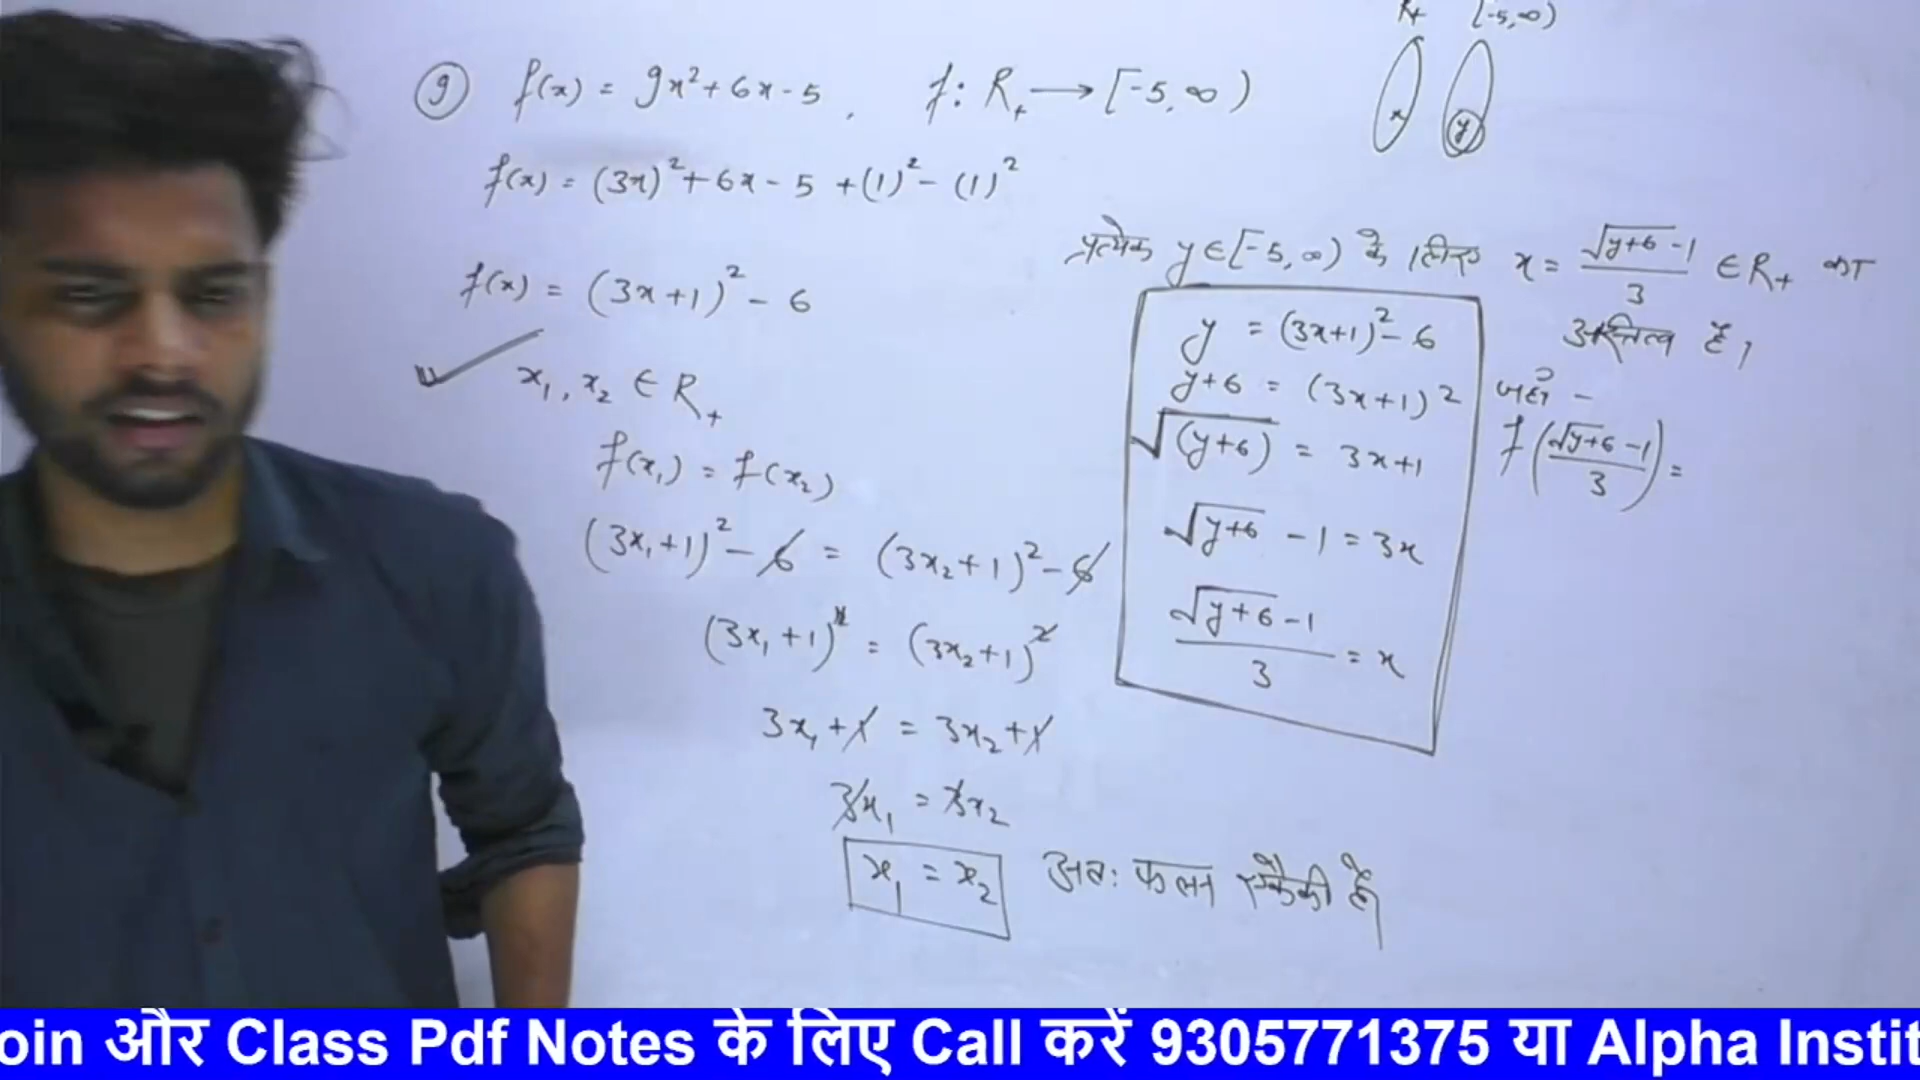 R+ [-5,∞)
x y
⑨ f(x) = 9x² + 6x - 5 , f: R₊ ⟶ [-5,∞)
f(x) = (3x)² + 6x - 5 + (1)² - (1)²
f(x) = (3x+1)² - 6
x₁, x₂ ∈ R₊
f(x₁) = f(x₂)
(3x₁+1)² - 6 = (3x₂+1)² - 6
(3x₁+1)² = (3x₂+1)²
3x₁+1 = 3x₂+1
3x₁ = 3x₂
x₁ = x₂ अतः फलन एकैकी है
प्रत्येक y ∈ [-5,∞) के लिए x = (√(y+6) - 1)/3 ∈ R₊ का
अस्तित्व है।
y = (3x+1)² - 6
y+6 = (3x+1)²
√(y+6) = 3x+1
√(y+6) - 1 = 3x
(√(y+6) - 1)/3 = x
जहाँ -
f((√y+6 - 1)/3) =
oin और Class Pdf Notes के लिए Call करें 9305771375 या Alpha Instit